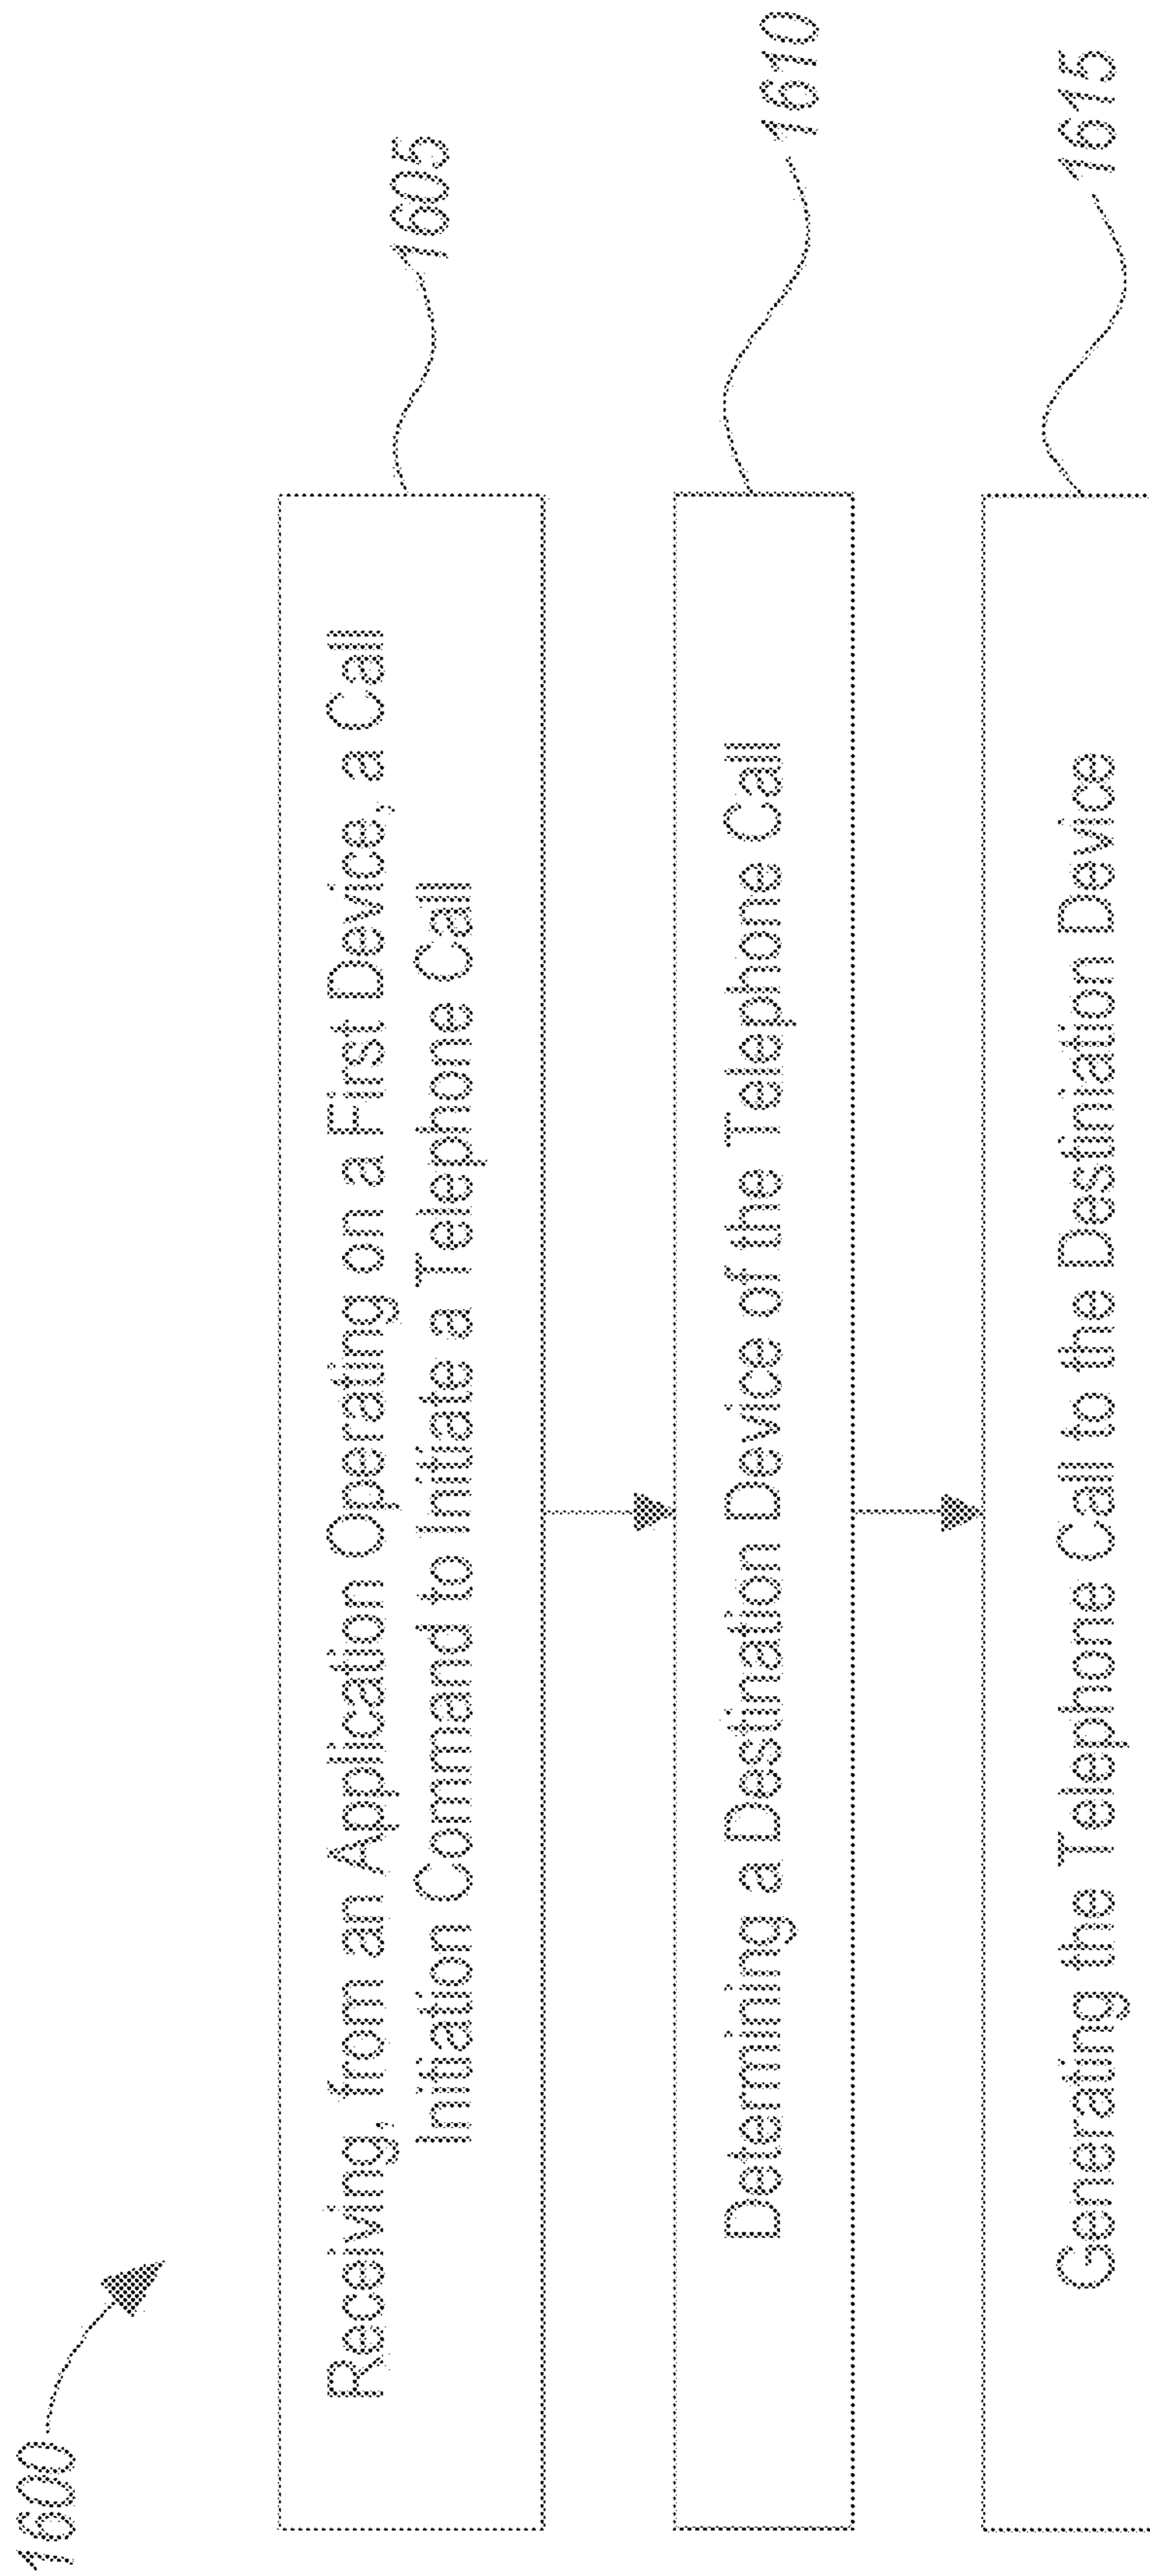 1600
Receiving, from an Application Operating on a First Device, a Call
Initiation Command to Initiate a Telephone Call
1605
Determining a Destination Device of the Telephone Call
1610
Generating the Telephone Call to the Destiniation Device
1615